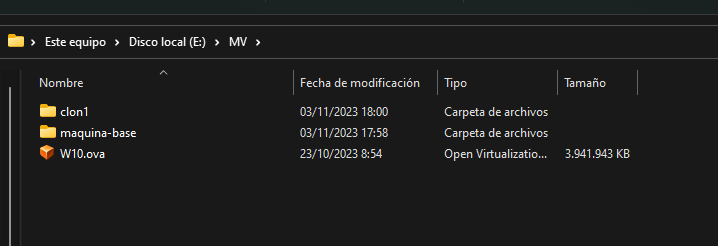 Este equipo > Disco local (E:) > MV >
Nombre Fecha de modificación Tipo Tamaño
clon1 03/11/2023 18:00 Carpeta de archivos
maquina-base 03/11/2023 17:58 Carpeta de archivos
W10.ova 23/10/2023 8:54 Open Virtualizatio... 3.941.943 KB